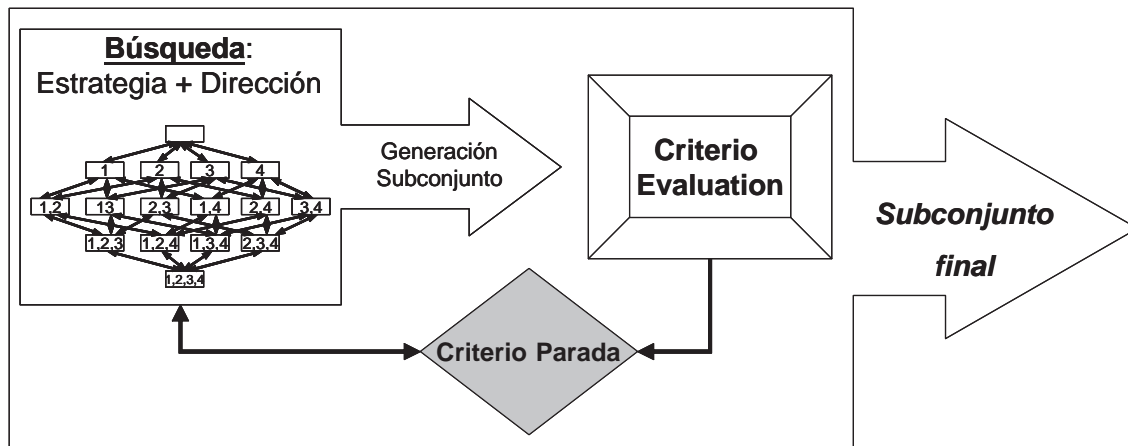 Búsqueda:
Estrategia + Dirección
1 2 3 4
1,2 13 2,3 1,4 2,4 3,4
1,2,3 1,2,4 1,3,4 2,3,4
1,2,3,4
Generación
Subconjunto
Criterio
Evaluation
Criterio Parada
Subconjunto
final